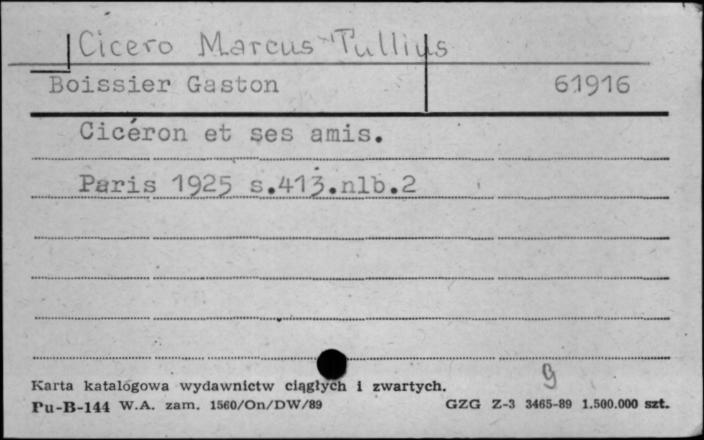 Cicero Marcus Tullius
Boissier Gaston 61916
Cicéron et ses amis.
Paris 1925 s.413.nlb.2
g
Karta katalogowa wydawnictw ciągłych i zwartych.
Pu-B-144 W.A. zam. 1560/On/DW/89 GZG Z-3 3465-89 1.500.000 szt.